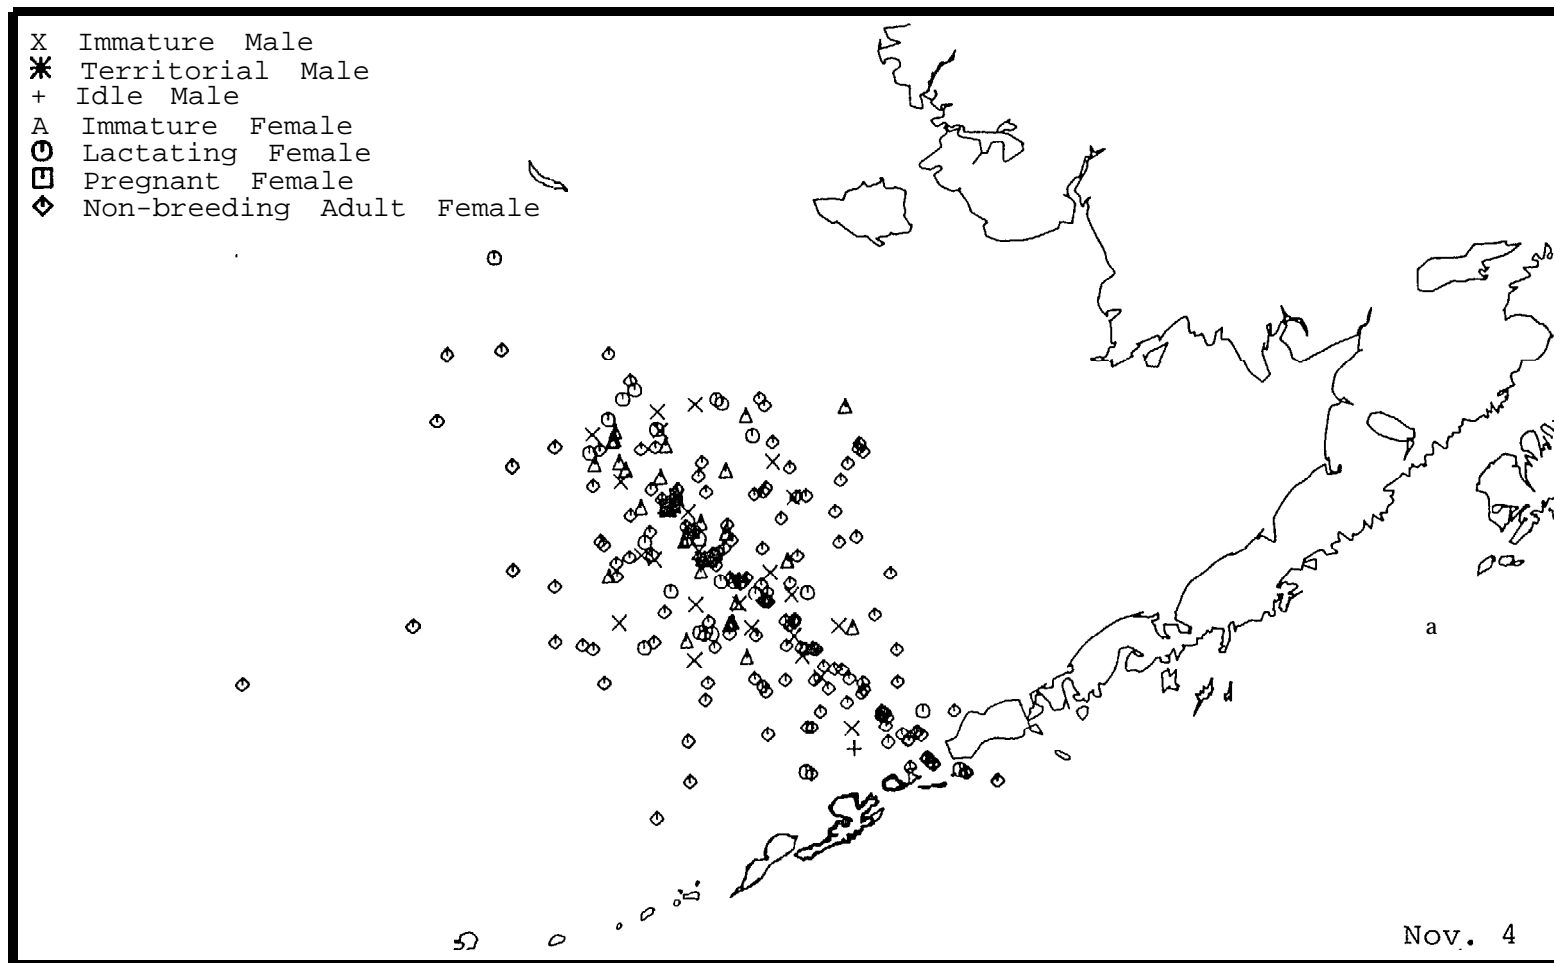 X Immature Male
Territorial Male
+ Idle Male
A Immature Female
Lactating Female
Pregnant Female
Non-breeding Adult Female
a
Nov. 4